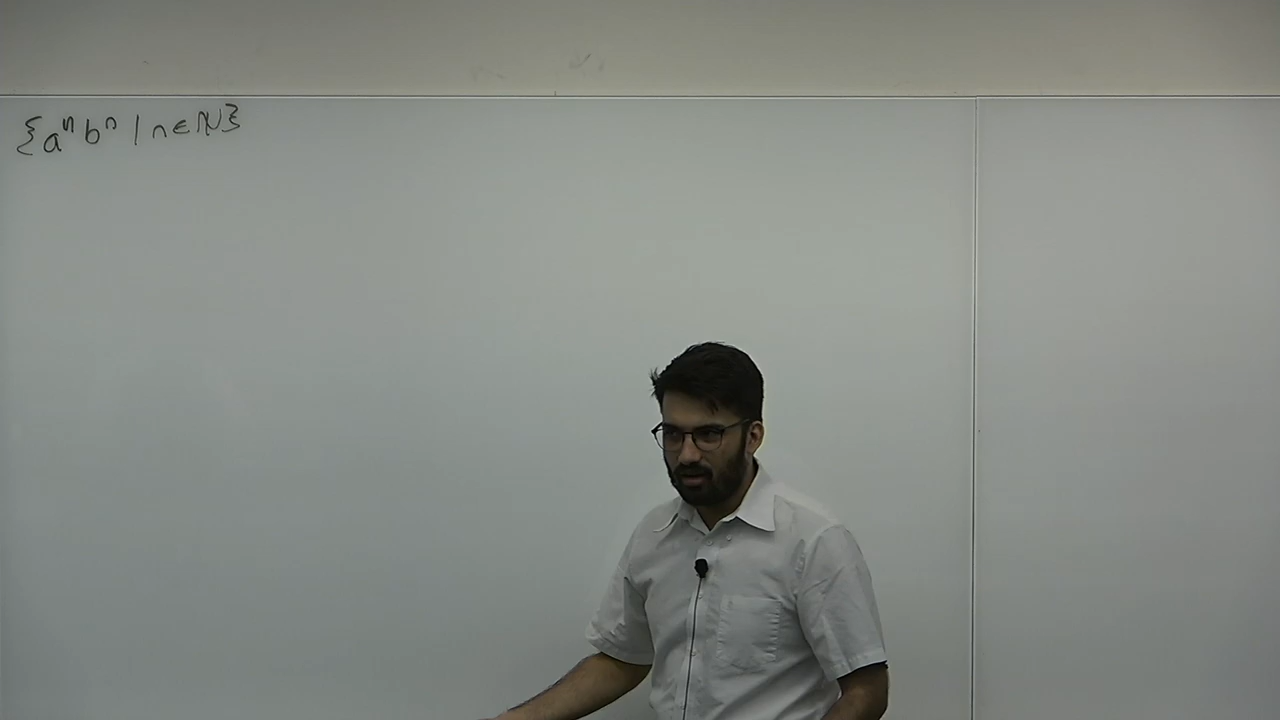 {aⁿbⁿ | n ∈ ℕ}